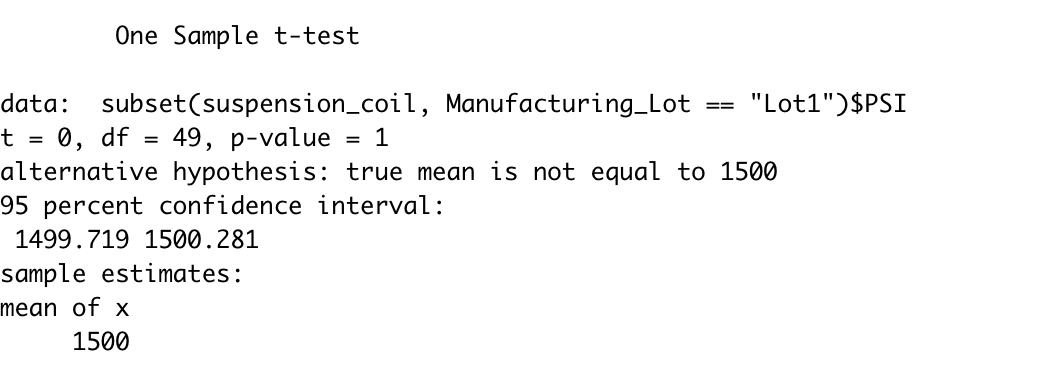 One Sample t-test
data:  subset(suspension_coil, Manufacturing_Lot == "Lot1")$PSI
t = 0, df = 49, p-value = 1
alternative hypothesis: true mean is not equal to 1500
95 percent confidence interval:
1499.719 1500.281
sample estimates:
mean of x
1500